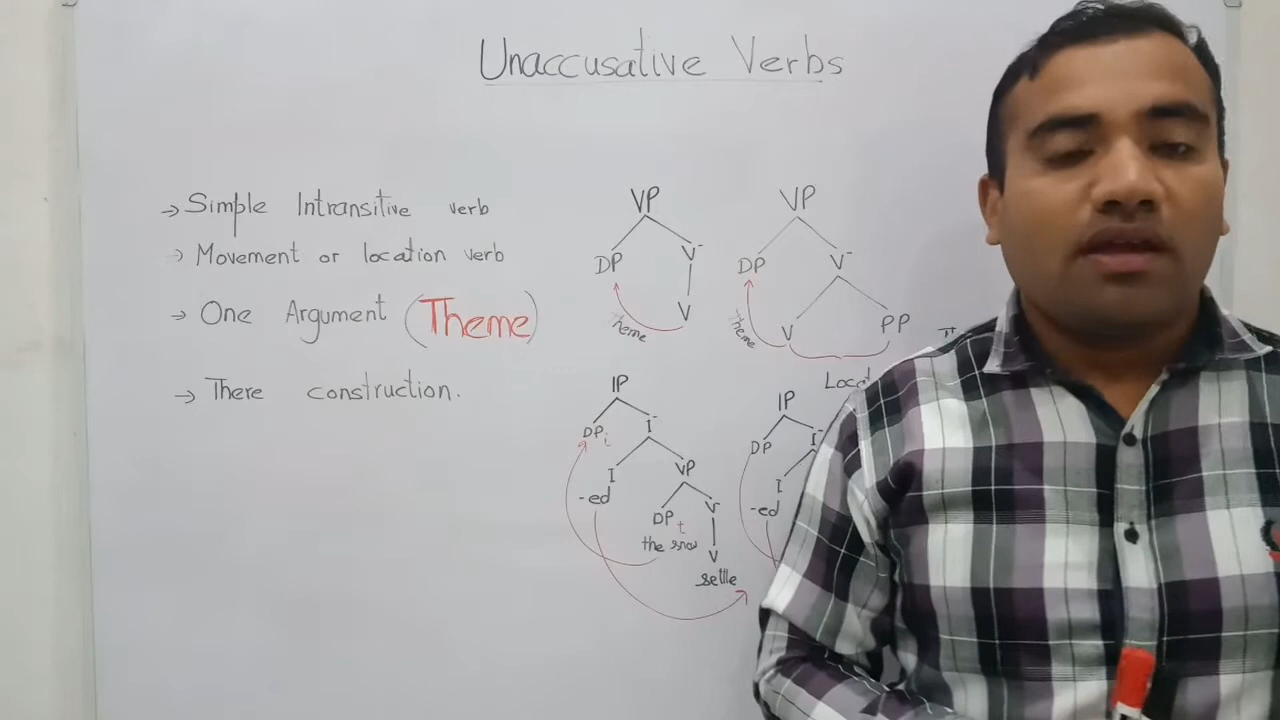 Unaccusative Verbs
→ Simple Intransitive verb
→ Movement or location verb
→ One Argument (Theme)
→ There construction.
VP
DP V⁻
V
Theme
VP
DP V⁻
V PP
Theme
IP
DPᵢ I⁻
I VP
-ed
DP t V⁻
the snow V
settle
IP
DP I⁻
I
-ed